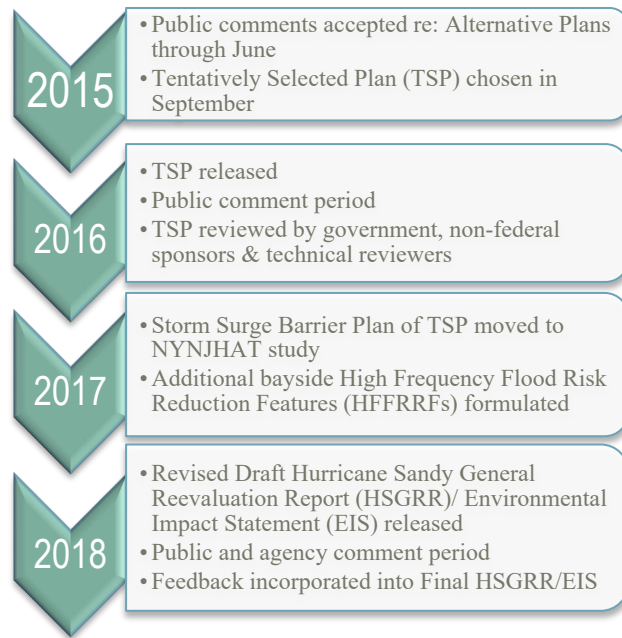 2015
• Public comments accepted re: Alternative Plans
through June
• Tentatively Selected Plan (TSP) chosen in
September
2016
• TSP released
• Public comment period
• TSP reviewed by government, non-federal
sponsors & technical reviewers
2017
• Storm Surge Barrier Plan of TSP moved to
NYNJHAT study
• Additional bayside High Frequency Flood Risk
Reduction Features (HFFRRFs) formulated
2018
• Revised Draft Hurricane Sandy General
Reevaluation Report (HSGRR)/ Environmental
Impact Statement (EIS) released
• Public and agency comment period
• Feedback incorporated into Final HSGRR/EIS